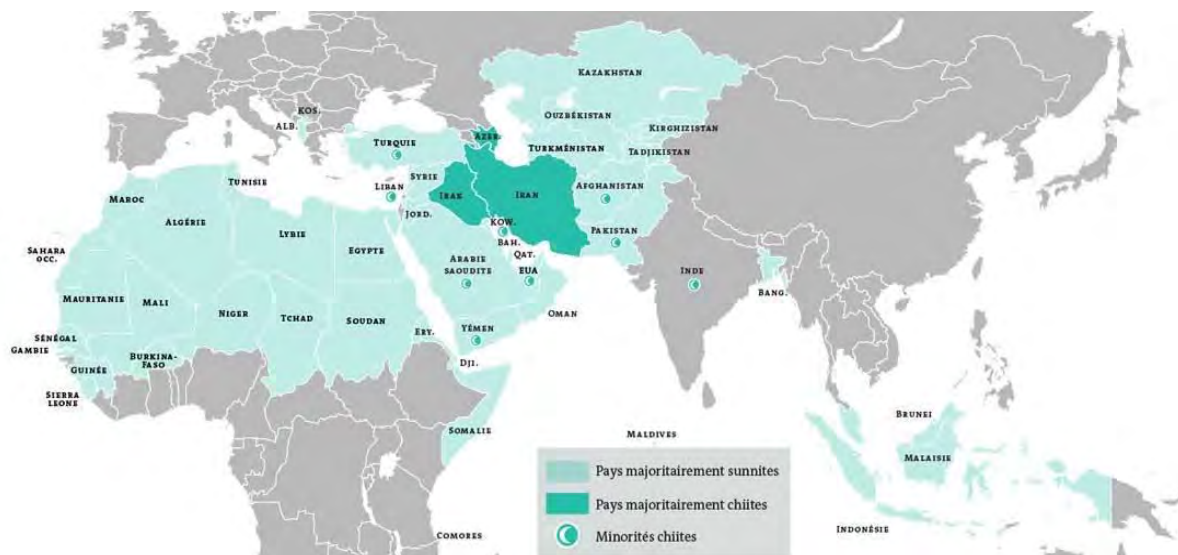 KAZAKHSTAN
OUZBÉKISTAN
KIRGHIZISTAN
KOS.
ALB.
TURQUIE
AZER.
TURKMÉNISTAN
TADJIKISTAN
TUNISIE
LIBAN
SYRIE
IRAK
IRAN
AFGHANISTAN
MAROC
JORD.
ALGÉRIE
LYBIE
EGYPTE
KOW.
BAH.
QAT.
PAKISTAN
SAHARA
OCC.
ARABIE
SAOUDITE
EUA
INDE
BANG.
MAURITANIE
MALI
NIGER
TCHAD
SOUDAN
OMAN
ERY.
YÉMEN
SÉNÉGAL
GAMBIE
GUINÉE
BURKINA-
FASO
DJI.
SIERRA
LEONE
SOMALIE
MALDIVES
BRUNEI
MALAISIE
INDONÉSIE
COMORES
Pays majoritairement sunnites
Pays majoritairement chiites
Minorités chiites